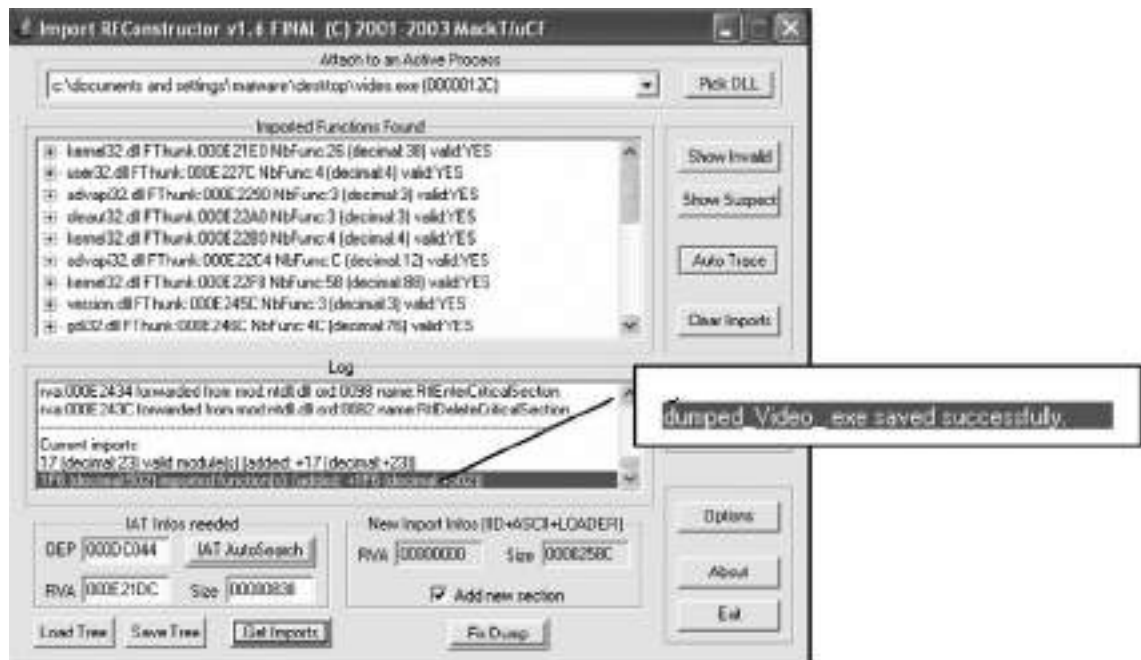 Import REConstructor v1.6 FINAL (C) 2001-2003 MackT/uCF
Attach to an Active Process
c:\documents and settings\malware\desktop\video.exe (0000012C)
Pick DLL
Imported Functions Found
kernel32.dll FThunk:000E21E0 NbFunc:26 (decimal:38) valid:YES
user32.dll FThunk:000E227C NbFunc:4 (decimal:4) valid:YES
advapi32.dll FThunk:000E2290 NbFunc:3 (decimal:3) valid:YES
oleaut32.dll FThunk:000E22A0 NbFunc:3 (decimal:3) valid:YES
kernel32.dll FThunk:000E22B0 NbFunc:4 (decimal:4) valid:YES
advapi32.dll FThunk:000E22C4 NbFunc:C (decimal:12) valid:YES
kernel32.dll FThunk:000E22F8 NbFunc:58 (decimal:88) valid:YES
version.dll FThunk:000E245C NbFunc:3 (decimal:3) valid:YES
gdi32.dll FThunk:000E246C NbFunc:4C (decimal:76) valid:YES
Show Invalid
Show Suspect
Auto Trace
Clear Imports
Log
rva:000E2434 forwarded from mod:ntdll.dll ord:0098 name:RtlEnterCriticalSection
rva:000E243C forwarded from mod:ntdll.dll ord:0082 name:RtlDeleteCriticalSection
Current imports:
17 (decimal:23) valid module(s) (added: +17 (decimal:+23))
1F6 (decimal:502) imported function(s) (added: +1F6 (decimal:+502))
dumped_Video_.exe saved successfully.
IAT Infos needed
OEP 000DC044 IAT AutoSearch
RVA 000E21DC Size 00000838
New Import Infos (IID+ASCII+LOADER)
RVA 00000000 Size 0000258C
Add new section
Options
About
Exit
Load Tree Save Tree Get Imports Fix Dump